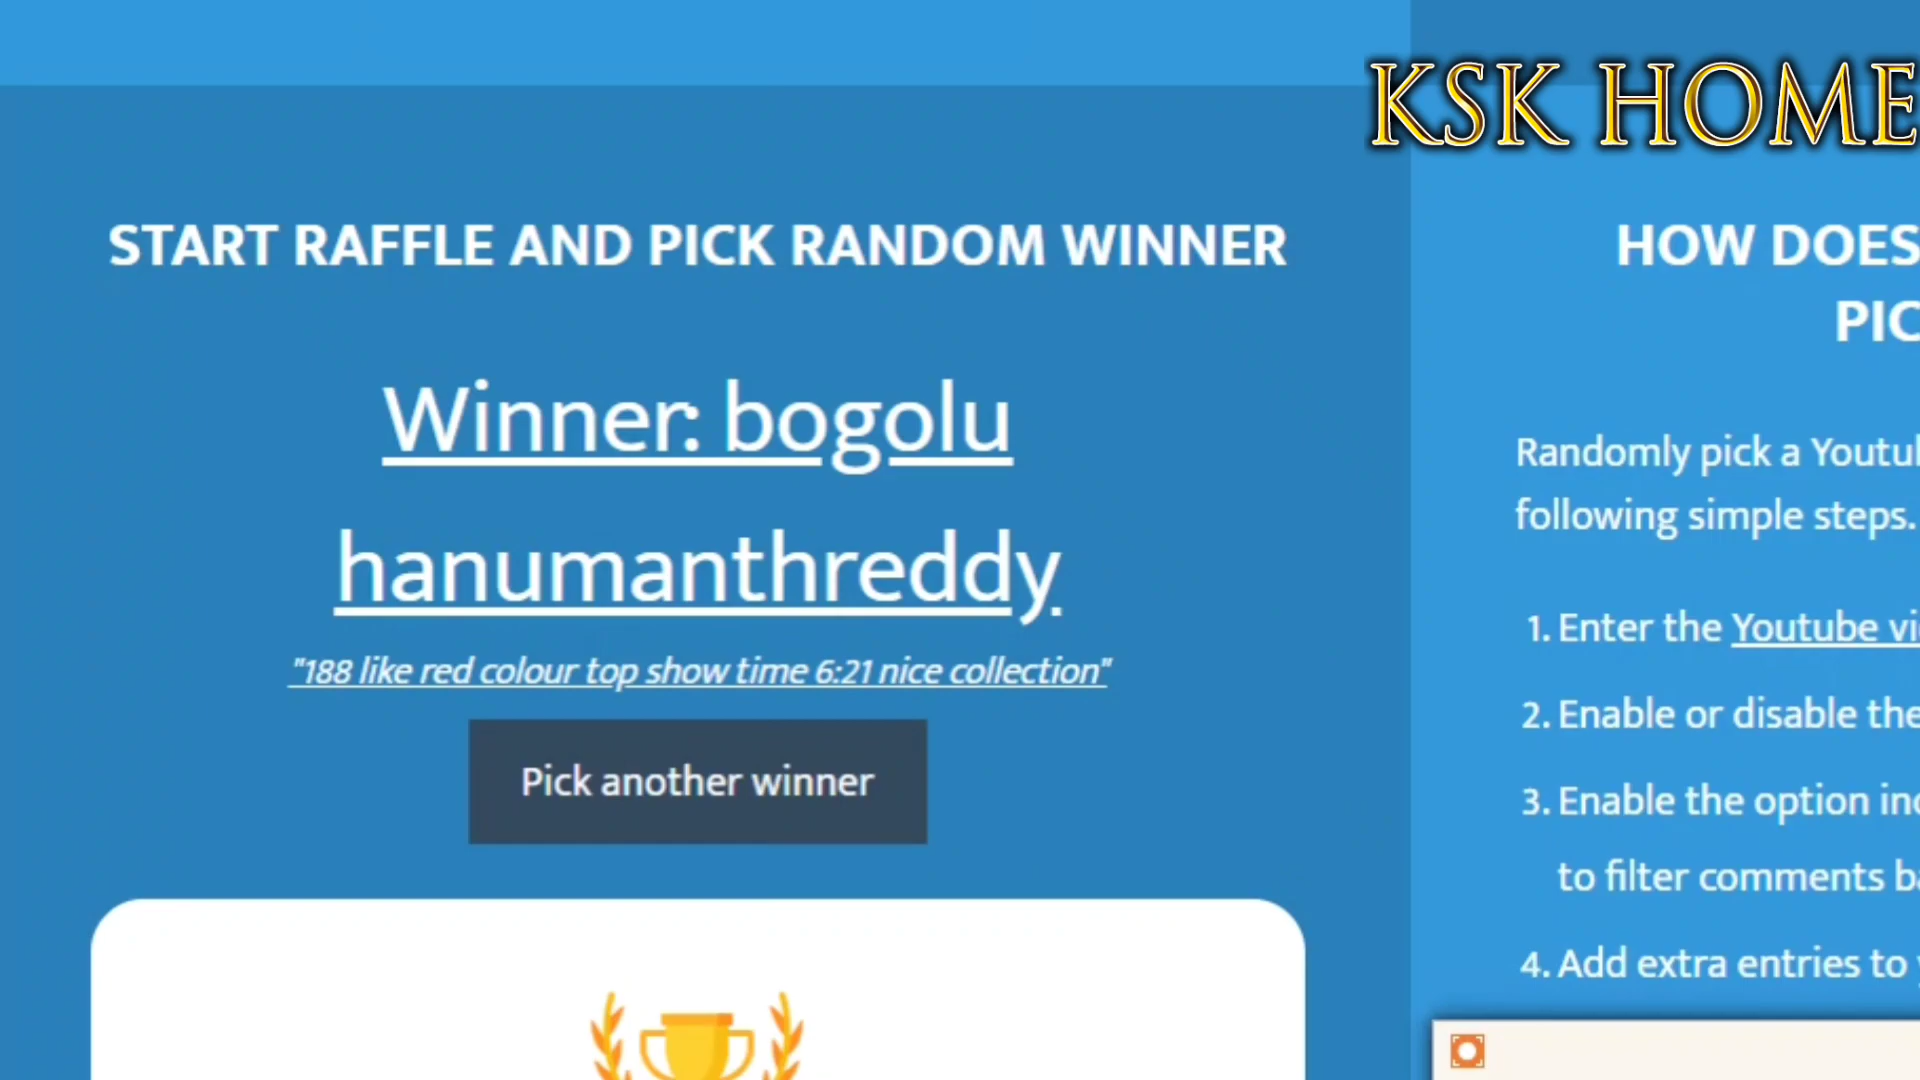 KSK HOME
START RAFFLE AND PICK RANDOM WINNER
Winner: bogolu
hanumanthreddy
"188 like red colour top show time 6:21 nice collection"
Pick another winner
HOW DOES
PIC
Randomly pick a Youtu
following simple steps.
1. Enter the Youtube vi
2. Enable or disable the
3. Enable the option inc
to filter comments ba
4. Add extra entries to